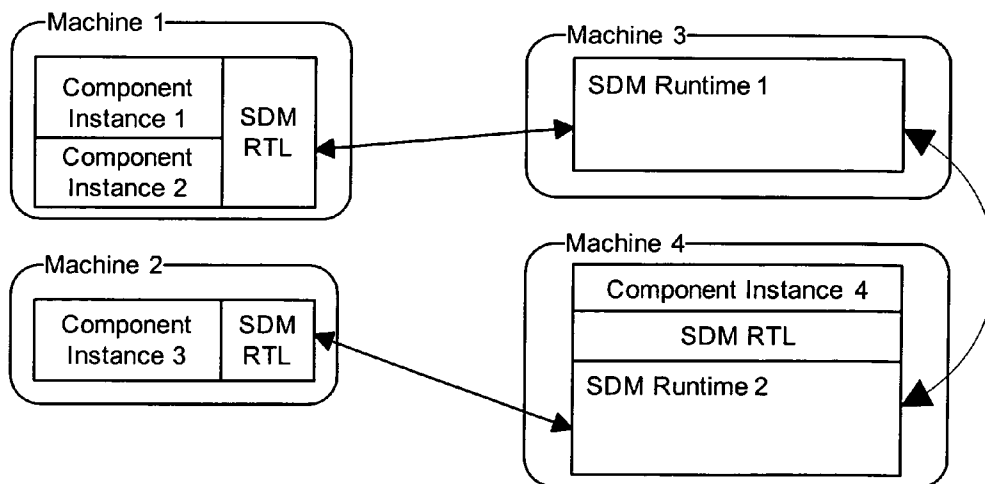 Machine 1
Component
Instance 1
Component
Instance 2
SDM
RTL
Machine 3
SDM Runtime 1
Machine 2
Component
Instance 3
SDM
RTL
Machine 4
Component Instance 4
SDM RTL
SDM Runtime 2